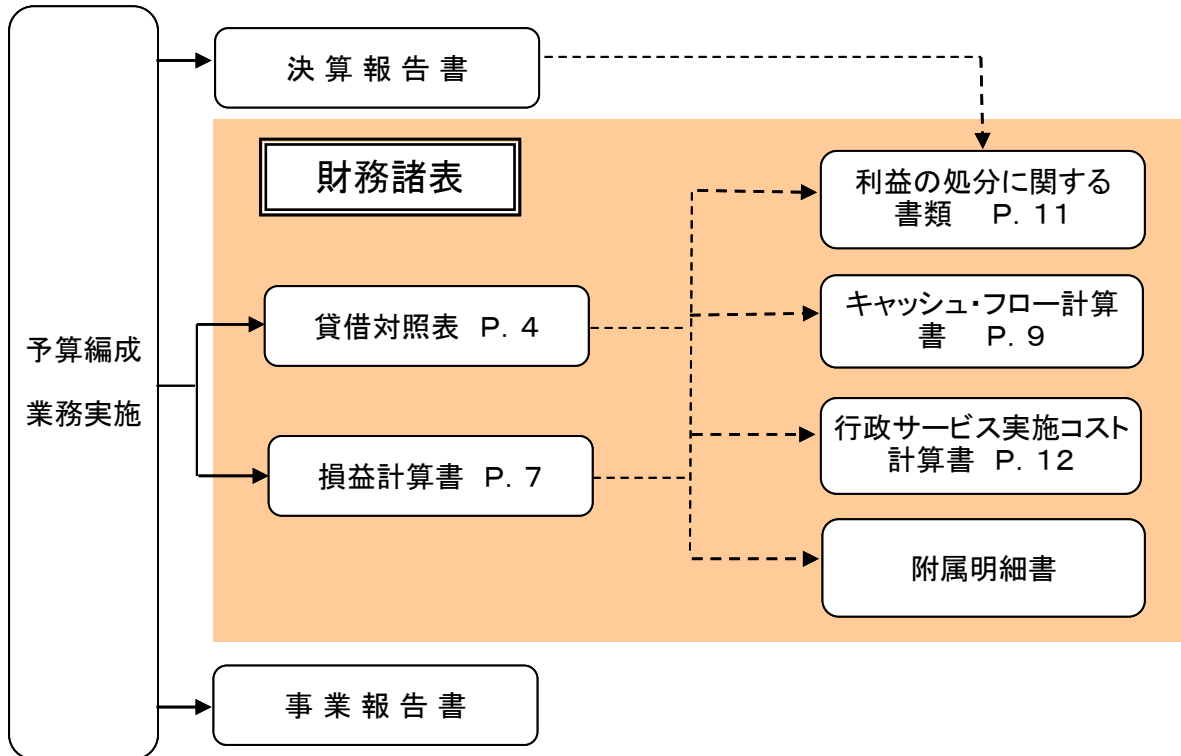 予算編成
業務実施
決算報告書
財務諸表
貸借対照表 P.4
損益計算書 P.7
利益の処分に関する
書類 P.11
キャッシュ・フロー計算
書 P.9
行政サービス実施コスト
計算書 P.12
附属明細書
事業報告書